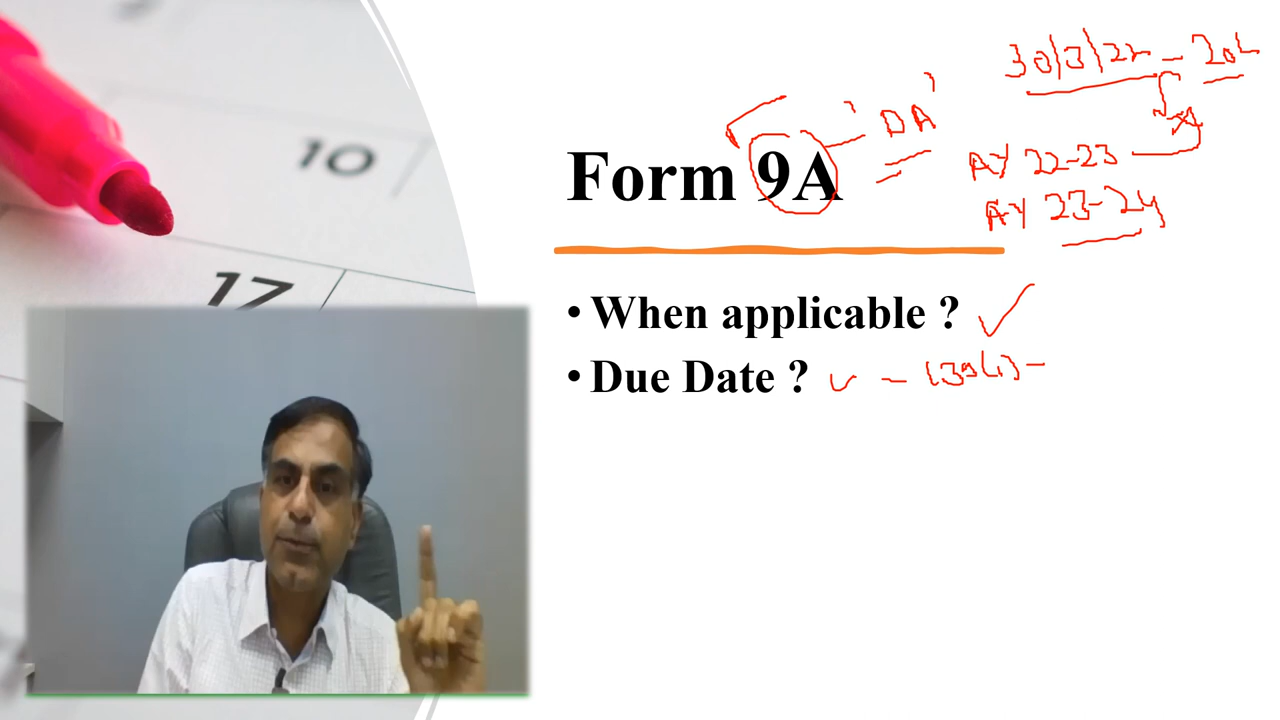 30/3/22 - 20L
'DA'
Form 9A
AY 22-23
AY 23-24
• When applicable ?
• Due Date ? - 139(1) -
10
17